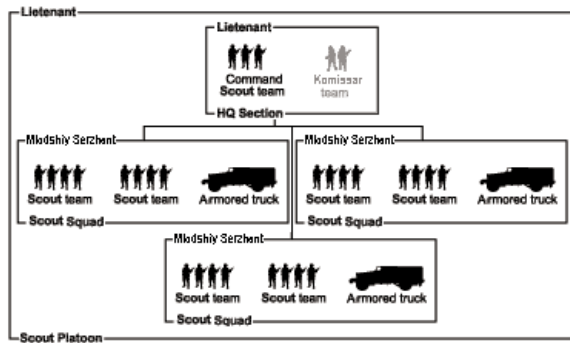 Lietenant
Lietenant
Command
Scout team
Komissar
team
HQ Section
Mladshiy Serzhant
Scout team
Scout team
Armored truck
Scout Squad
Mladshiy Serzhant
Scout team
Scout team
Armored truck
Scout Squad
Mladshiy Serzhant
Scout team
Scout team
Armored truck
Scout Squad
Scout Platoon